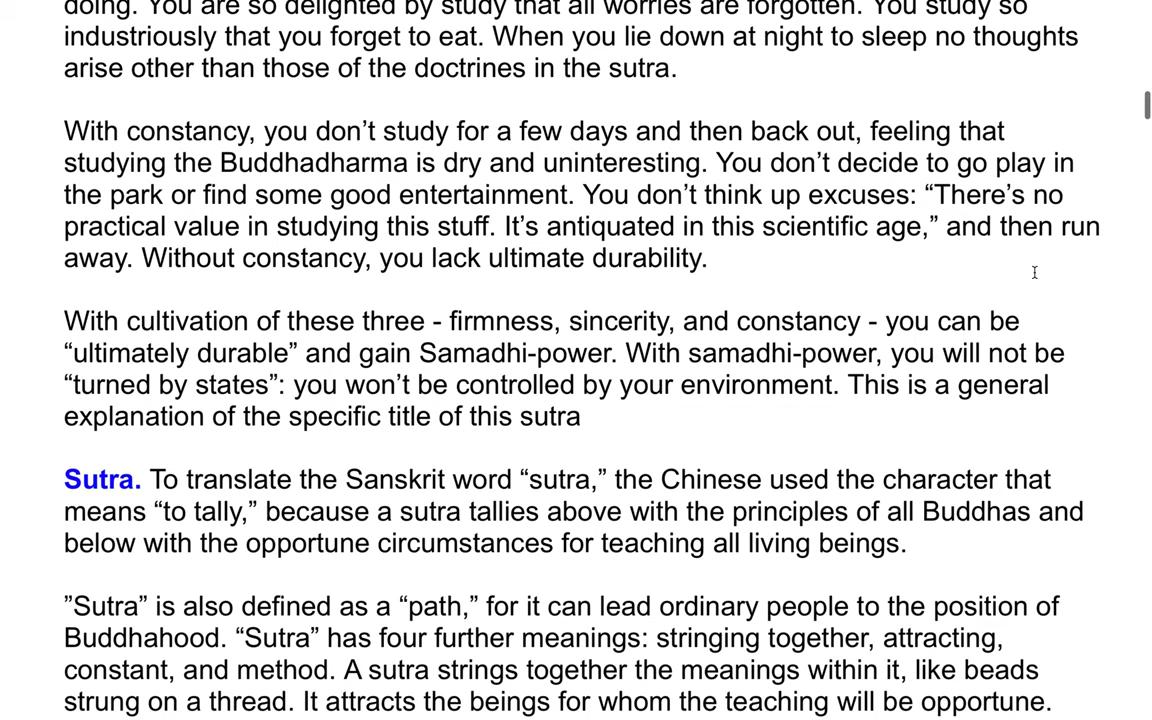 doing. You are so delighted by study that all worries are forgotten. You study so
industriously that you forget to eat. When you lie down at night to sleep no thoughts
arise other than those of the doctrines in the sutra.
With constancy, you don’t study for a few days and then back out, feeling that
studying the Buddhadharma is dry and uninteresting. You don’t decide to go play in
the park or find some good entertainment. You don’t think up excuses: “There’s no
practical value in studying this stuff. It’s antiquated in this scientific age,” and then run
away. Without constancy, you lack ultimate durability.
With cultivation of these three - firmness, sincerity, and constancy - you can be
“ultimately durable” and gain Samadhi-power. With samadhi-power, you will not be
“turned by states”: you won’t be controlled by your environment. This is a general
explanation of the specific title of this sutra
Sutra. To translate the Sanskrit word “sutra,” the Chinese used the character that
means “to tally,” because a sutra tallies above with the principles of all Buddhas and
below with the opportune circumstances for teaching all living beings.
”Sutra” is also defined as a “path,” for it can lead ordinary people to the position of
Buddhahood. “Sutra” has four further meanings: stringing together, attracting,
constant, and method. A sutra strings together the meanings within it, like beads
strung on a thread. It attracts the beings for whom the teaching will be opportune.